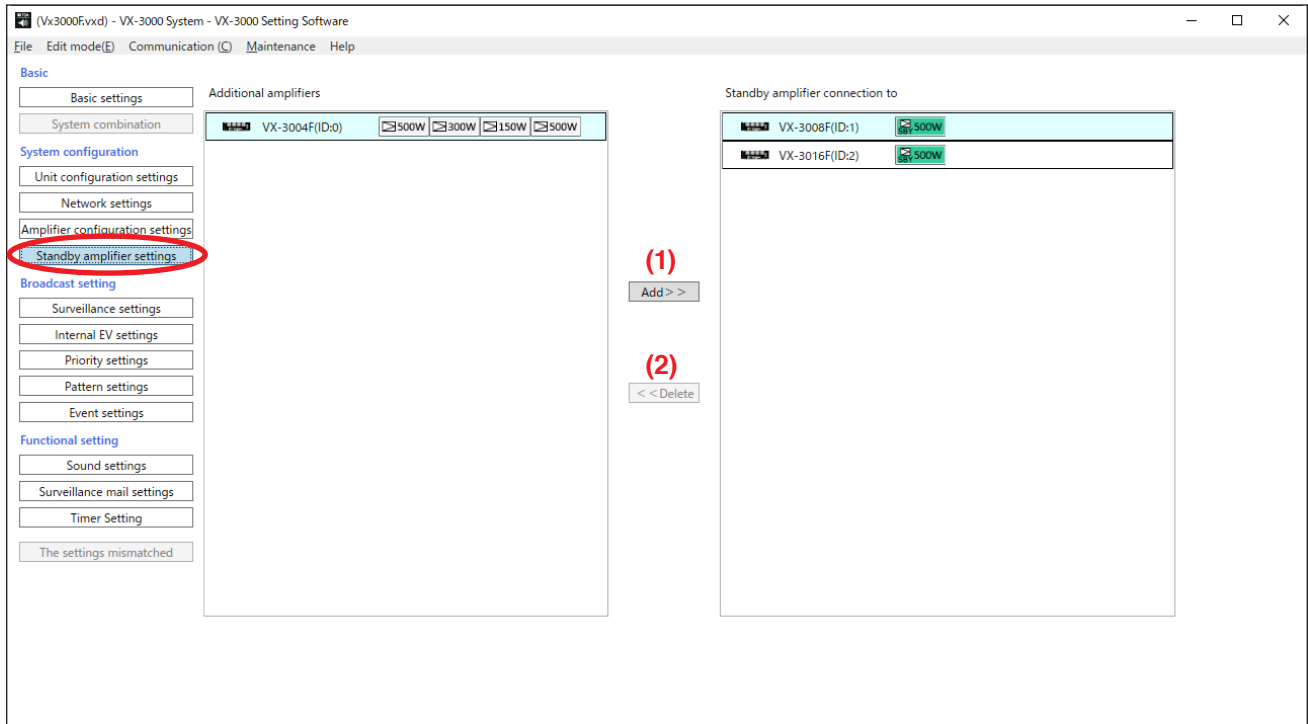 (Vx3000F.vxd) - VX-3000 System - VX-3000 Setting Software
File Edit mode(E) Communication (C) Maintenance Help
Basic
Basic settings
System combination
System configuration
Unit configuration settings
Network settings
Amplifier configuration settings
Standby amplifier settings
Broadcast setting
Surveillance settings
Internal EV settings
Priority settings
Pattern settings
Event settings
Functional setting
Sound settings
Surveillance mail settings
Timer Setting
The settings mismatched
Additional amplifiers
VX-3004F(ID:0) 500W 300W 150W 500W
(1)
Add> >
(2)
< <Delete
Standby amplifier connection to
VX-3008F(ID:1) SBY 500W
VX-3016F(ID:2) SBY 500W